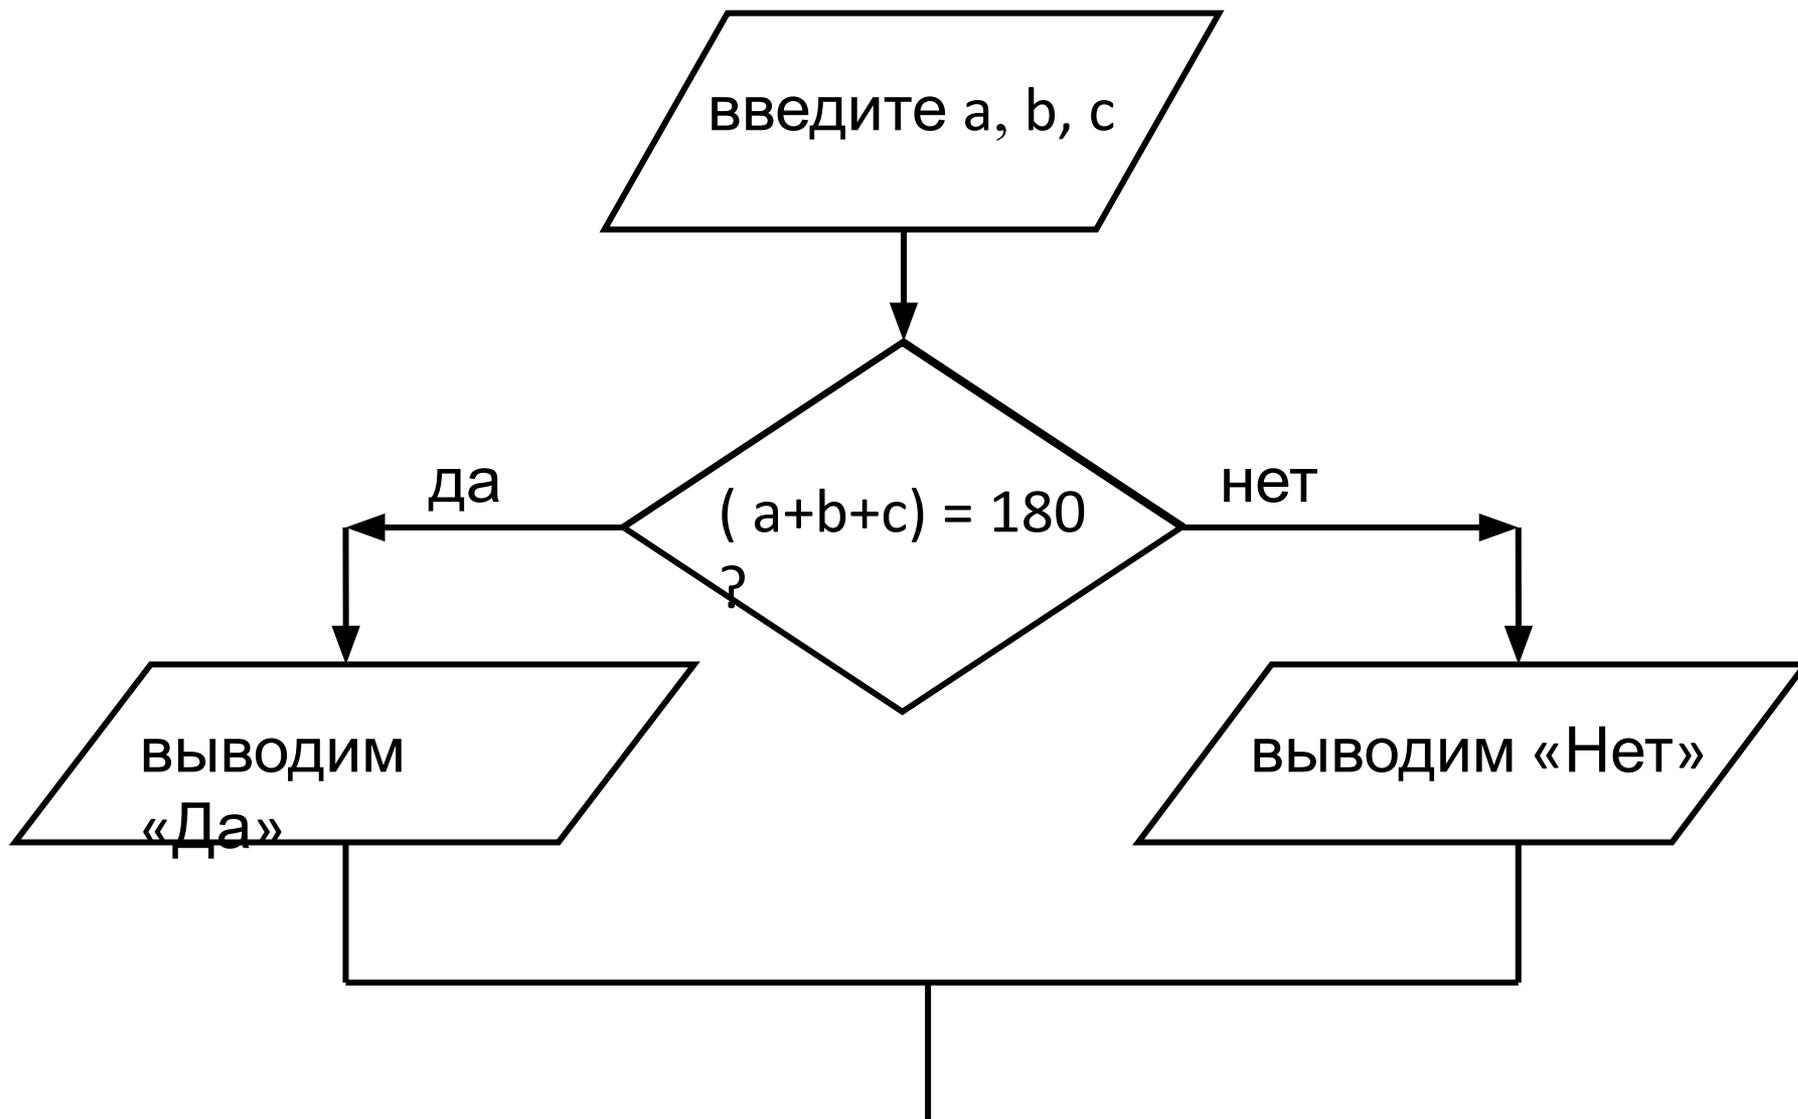 введите a, b, c
да
нет
( a+b+c) = 180
?
выводим
«Да»
выводим «Нет»